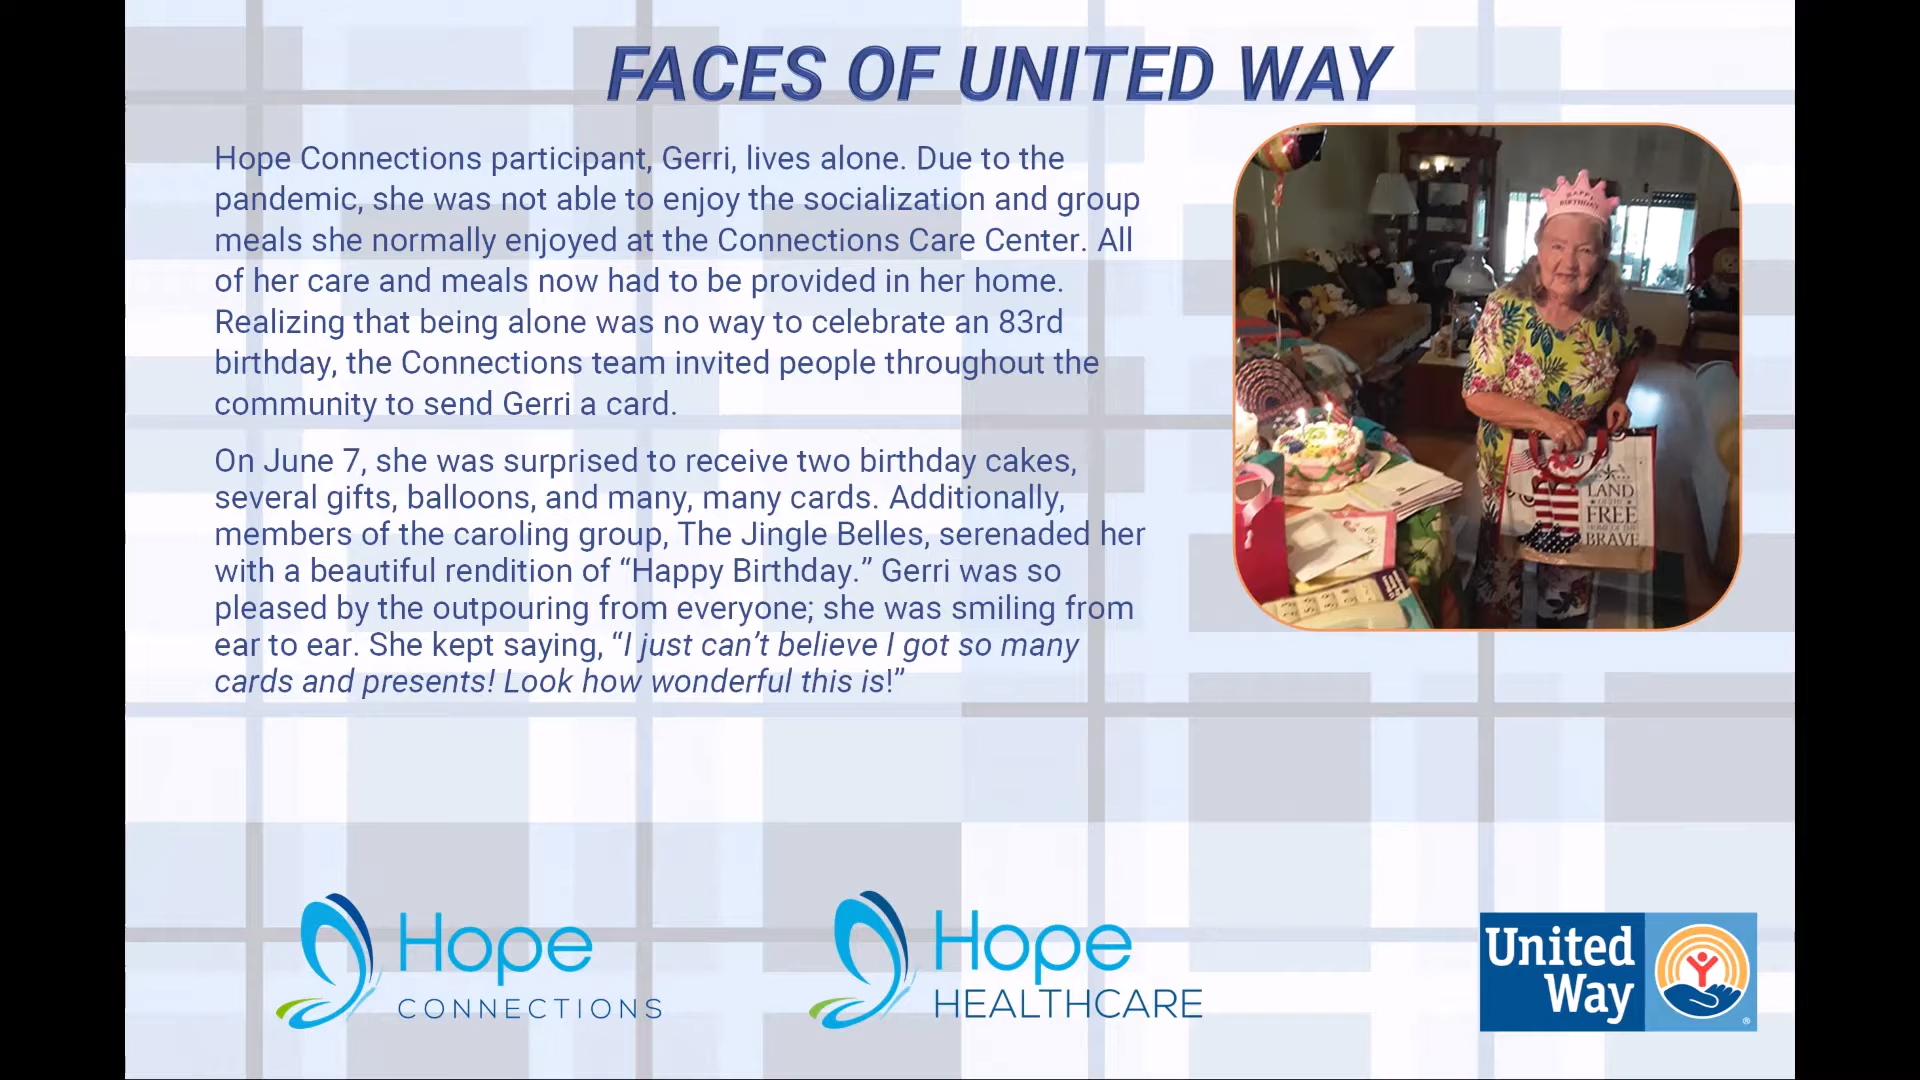 FACES OF UNITED WAY
Hope Connections participant, Gerri, lives alone. Due to the
pandemic, she was not able to enjoy the socialization and group
meals she normally enjoyed at the Connections Care Center. All
of her care and meals now had to be provided in her home.
Realizing that being alone was no way to celebrate an 83rd
birthday, the Connections team invited people throughout the
community to send Gerri a card.
On June 7, she was surprised to receive two birthday cakes,
several gifts, balloons, and many, many cards. Additionally,
members of the caroling group, The Jingle Belles, serenaded her
with a beautiful rendition of “Happy Birthday.” Gerri was so
pleased by the outpouring from everyone; she was smiling from
ear to ear. She kept saying, “I just can’t believe I got so many
cards and presents! Look how wonderful this is!”
HAPPY
BIRTHDAY
LAND
OF THE
FREE
HOME OF THE
BRAVE
Hope
CONNECTIONS
Hope
HEALTHCARE
United
Way
®